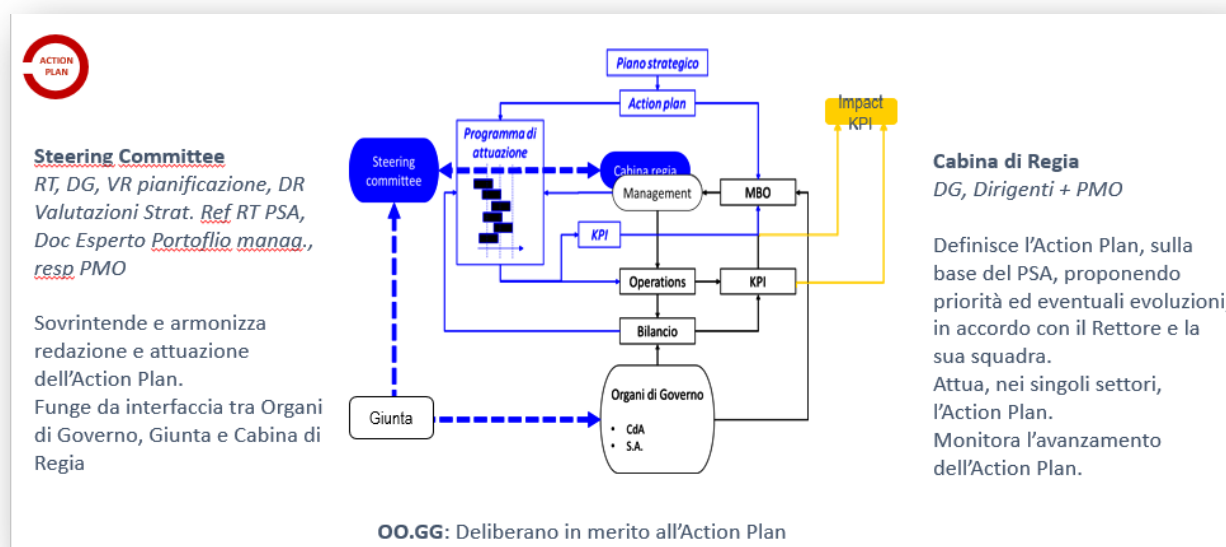 ACTION
PLAN
Steering Committee
RT, DG, VR pianificazione, DR
Valutazioni Strat. Ref RT PSA,
Doc Esperto Portoflio manag.,
resp PMO
Sovrintende e armonizza
redazione e attuazione
dell'Action Plan.
Funge da interfaccia tra Organi
di Governo, Giunta e Cabina di
Regia
Piano strategico
Action plan
Programma di
attuazione
Steering
committee
Cabina regia
Management
MBO
KPI
Operations
KPI
Bilancio
Giunta
Organi di Governo
• CdA
• S.A.
Impact
KPI
Cabina di Regia
DG, Dirigenti + PMO
Definisce l'Action Plan, sulla
base del PSA, proponendo
priorità ed eventuali evoluzioni,
in accordo con il Rettore e la
sua squadra.
Attua, nei singoli settori,
l'Action Plan.
Monitora l'avanzamento
dell'Action Plan.
OO.GG: Deliberano in merito all'Action Plan